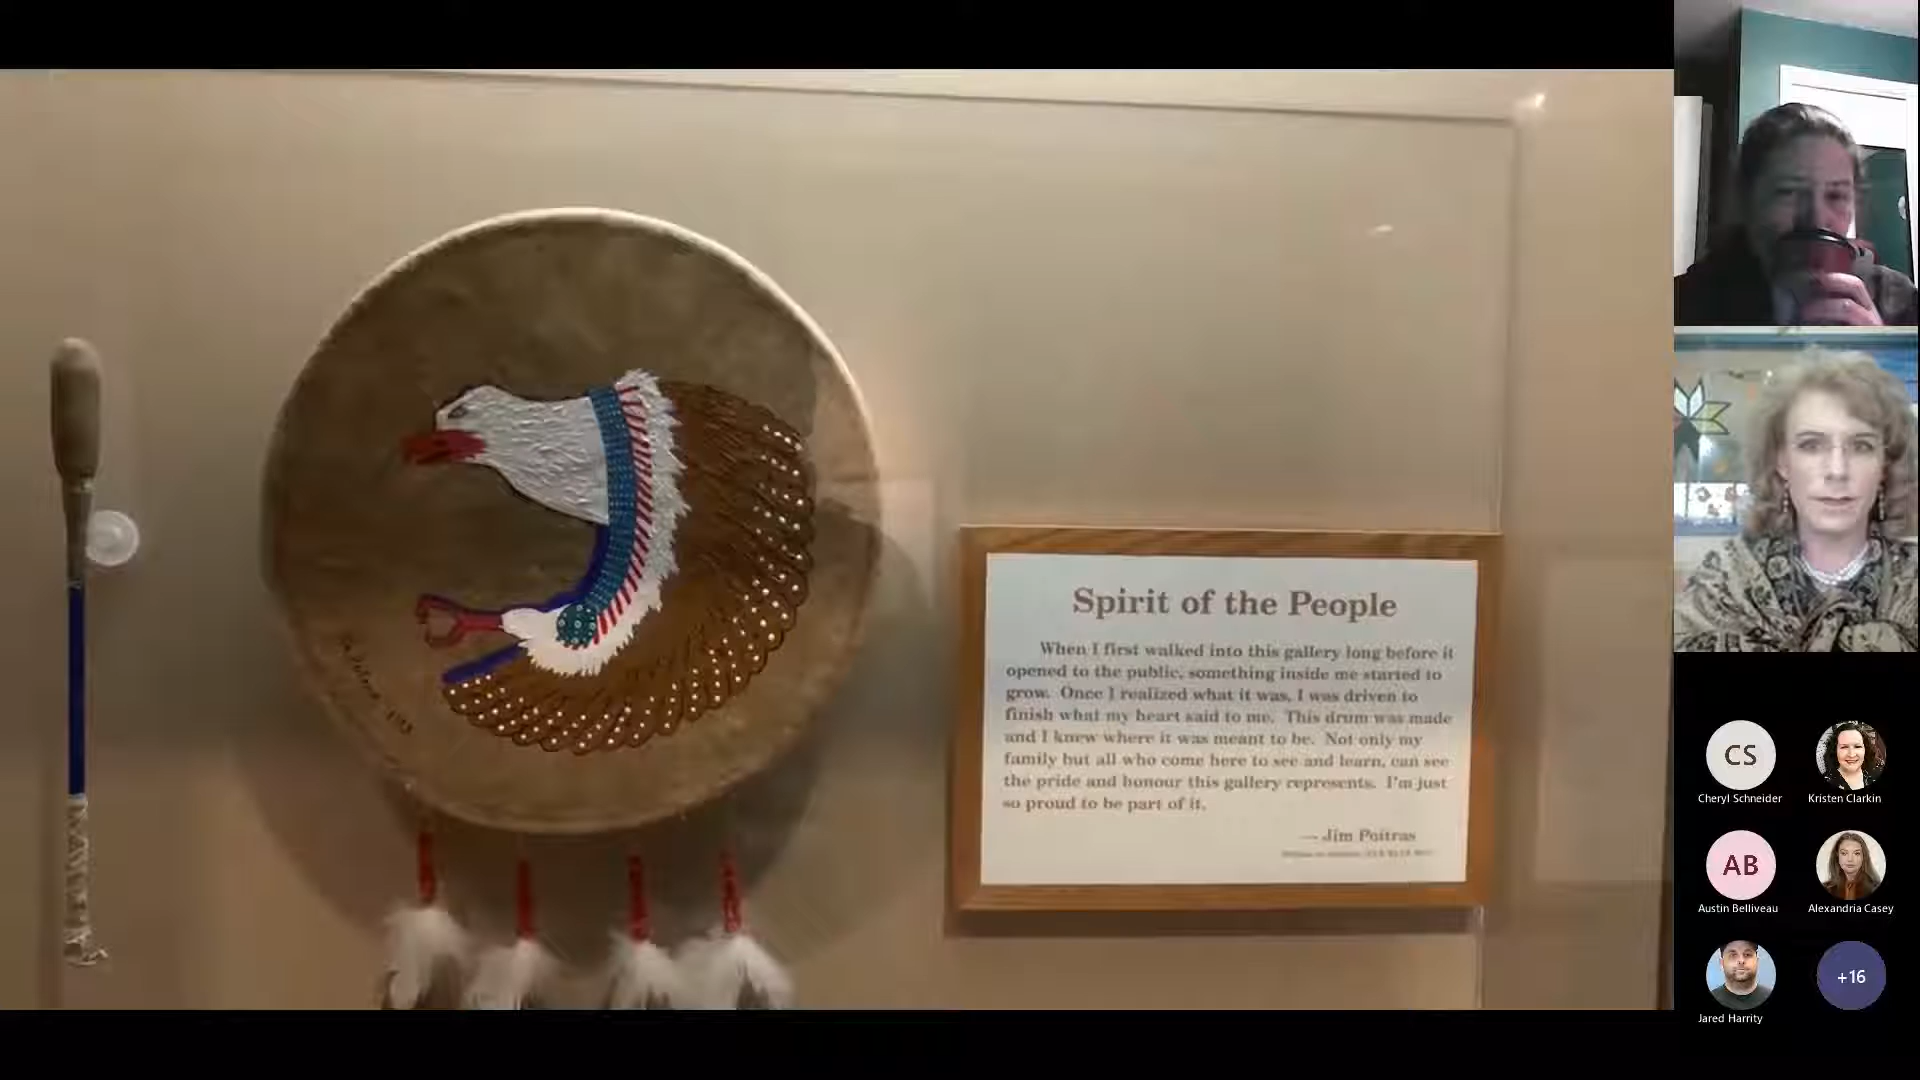 Spirit of the People
When I first walked into this gallery long before it
opened to the public, something inside me started to
grow. Once I realized what it was, I was driven to
finish what my heart said to me. This drum was made
and I knew where it was meant to be. Not only my
family but all who come here to see and learn, can see
the pride and honour this gallery represents. I'm just
so proud to be part of it.
— Jim Poitras
CS
Cheryl Schneider
Kristen Clarkin
AB
Austin Belliveau
Alexandria Casey
Jared Harrity
+16